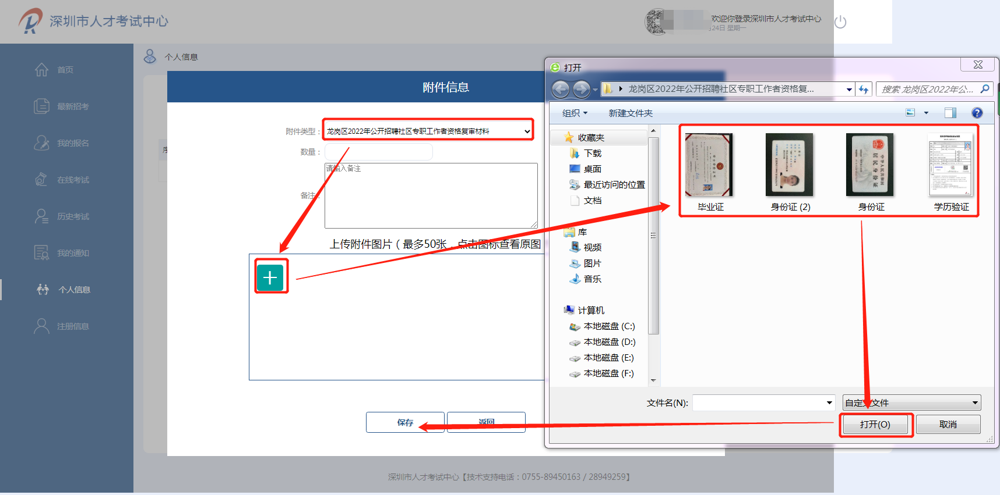 深圳市人才考试中心
欢迎你登录深圳市人才考试中心
24日 星期一
首页
最新招考
我的报名
在线考试
历史考试
我的通知
个人信息
注册信息
个人信息
附件信息
附件类型：
龙岗区2022年公开招聘社区专职工作者资格复审材料
数量：
请输入备注
备注：
上传附件图片（最多50张，点击图标查看原图
保存
返回
深圳市人才考试中心【技术支持电话：0755-89450163 / 28949259】
打开
龙岗区2022年公开招聘社区专职工作者资格复...
搜索 龙岗区2022年公...
组织
新建文件夹
收藏夹
下载
桌面
最近访问的位置
文档
库
视频
图片
音乐
计算机
本地磁盘 (C:)
本地磁盘 (D:)
本地磁盘 (E:)
本地磁盘 (F:)
中华人民共和国
居民身份证
毕业证
身份证 (2)
身份证
学历验证
文件名(N):
自定义文件
打开(O)
取消